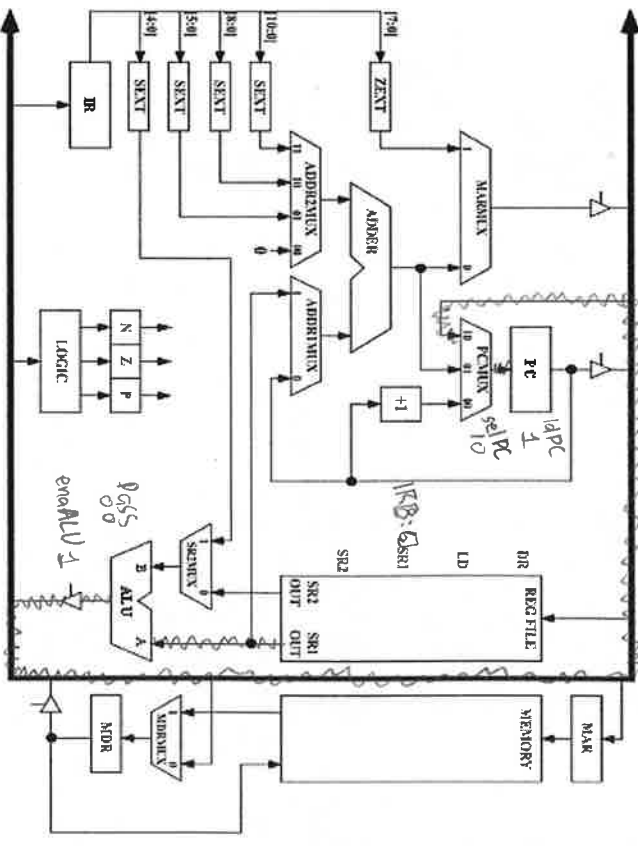 MAR
REG FILE
MEMORY
DR
PC
ldPC
1
MARMUX
1
0
PCMUX
10
01
00
selPC
10
LD
SR1
SR2
+1
[7:0]
ZEXT
ADDER
ADDR2MUX
11
10
01
00
0
ADDR1MUX
1
0
SR2
OUT
SR1
OUT
[10:0]
SEXT
[8:0]
SEXT
[5:0]
SEXT
[4:0]
SEXT
SR2MUX
1
0
MDRMUX
1
0
B
A
ALU
00
enaALU 1
MDR
N
Z
P
LOGIC
IR